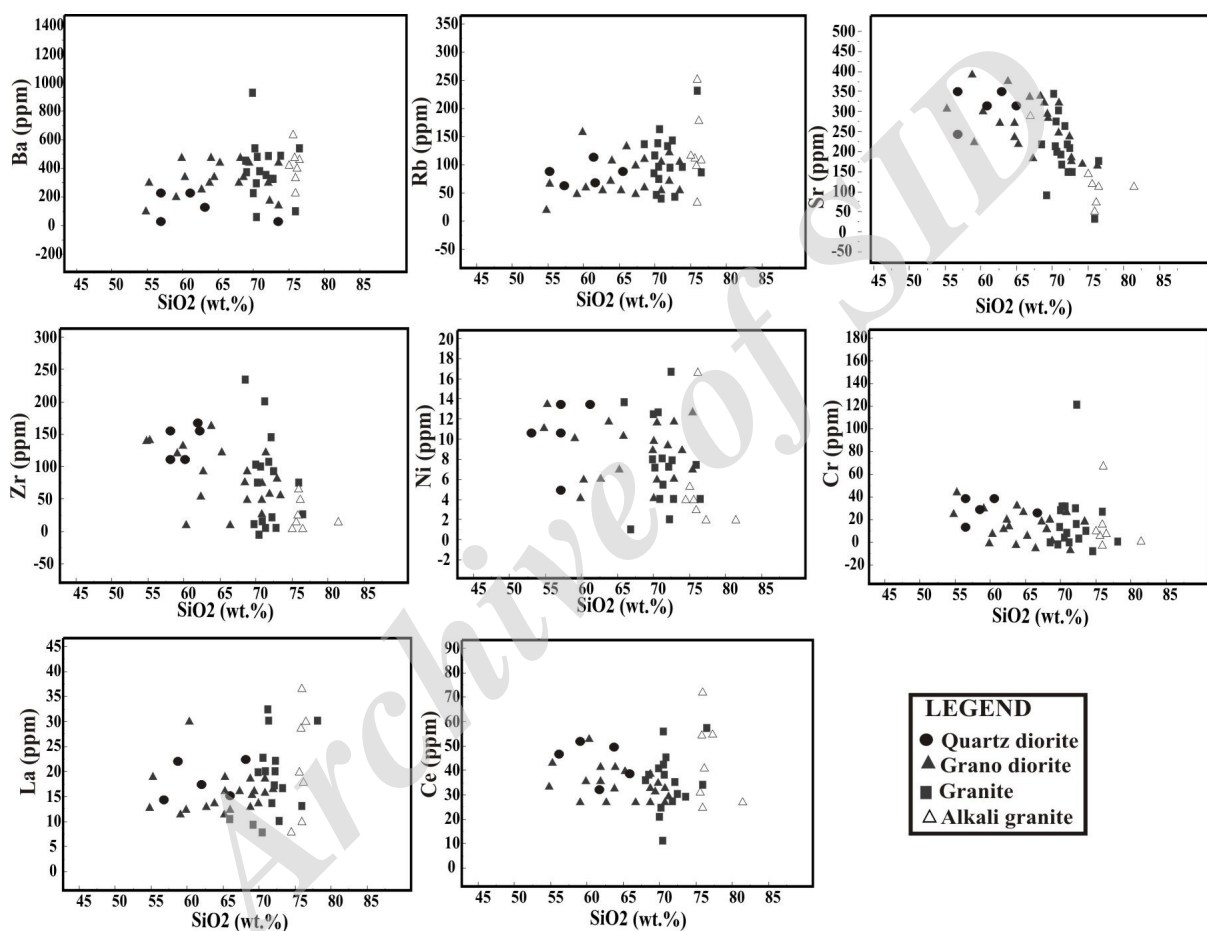 1400
1200
1000
800
600
400
200
0
200
Ba (ppm)
45 50 55 60 65 70 75 80 85
SiO2 (wt.%)
350
300
250
200
150
100
50
0
-50
Rb (ppm)
45 50 55 60 65 70 75 80 85
SiO2 (wt.%)
500
450
400
350
300
250
200
150
100
50
0
-50
Sr (ppm)
45 50 55 60 65 70 75 80 85
SiO2 (wt.%)
300
250
200
150
100
50
0
-50
Zr (ppm)
45 50 55 60 65 70 75 80 85
SiO2 (wt.%)
20
18
16
14
12
10
8
6
4
2
0
-2
Ni (ppm)
45 50 55 60 65 70 75 80 85
SiO2 (wt.%)
180
160
140
120
100
80
60
40
20
0
-20
Cr (ppm)
45 50 55 60 65 70 75 80 85
SiO2 (wt.%)
45
40
35
30
25
20
15
10
5
0
La (ppm)
45 50 55 60 65 70 75 80 85
SiO2 (wt.%)
90
80
70
60
50
40
30
20
10
0
Ce (ppm)
45 50 55 60 65 70 75 80 85
SiO2 (wt.%)
LEGEND
Quartz diorite
Grano diorite
Granite
Alkali granite
Archive of SID